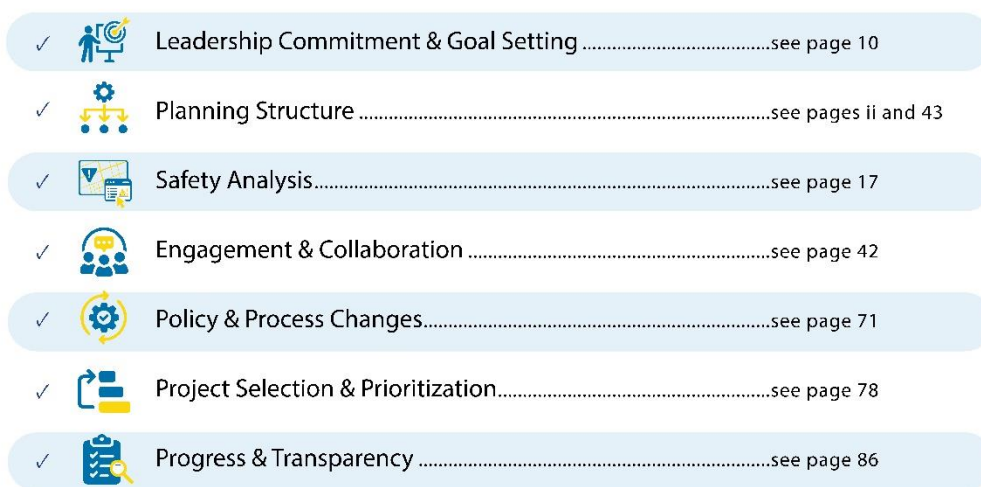 ✓ Leadership Commitment & Goal Setting ...............................................see page 10
✓ Planning Structure .......................................................................................................see pages ii and 43
✓ Safety Analysis..................................................................................................................see page 17
✓ Engagement & Collaboration ...........................................................................see page 42
✓ Policy & Process Changes.......................................................................................see page 71
✓ Project Selection & Prioritization....................................................................see page 78
✓ Progress & Transparency ........................................................................................see page 86